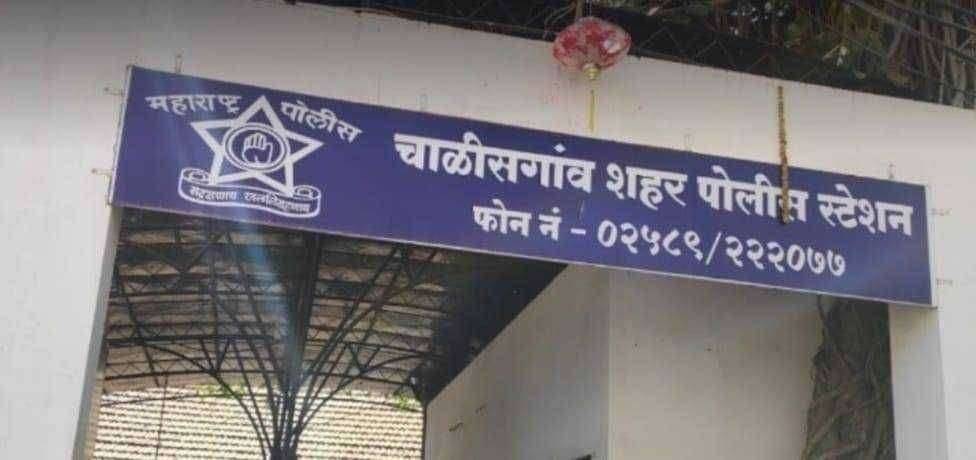 महाराष्ट्र पोलीस
सद्‌रक्षणाय खलनिग्रहणाय
चाळीसगांव शहर पोलीस स्टेशन
फोन नं - ०२५८९/२२२०७७